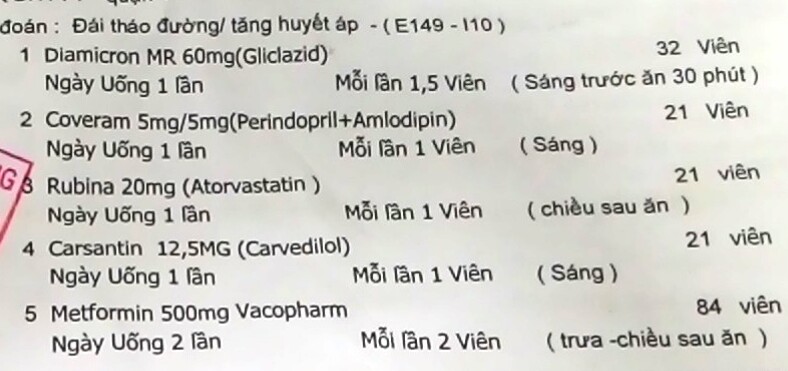 đoán : Đái tháo đường/ tăng huyết áp - ( E149 - I10 )
1 Diamicron MR 60mg(Gliclazid) 32 Viên
Ngày Uống 1 lần Mỗi lần 1,5 Viên ( Sáng trước ăn 30 phút )
2 Coveram 5mg/5mg(Perindopril+Amlodipin) 21 Viên
Ngày Uống 1 lần Mỗi lần 1 Viên ( Sáng )
G
3 Rubina 20mg (Atorvastatin ) 21 viên
Ngày Uống 1 lần Mỗi lần 1 Viên ( chiều sau ăn )
4 Carsantin 12,5MG (Carvedilol) 21 viên
Ngày Uống 1 lần Mỗi lần 1 Viên ( Sáng )
5 Metformin 500mg Vacopharm 84 viên
Ngày Uống 2 lần Mỗi lần 2 Viên ( trưa -chiều sau ăn )